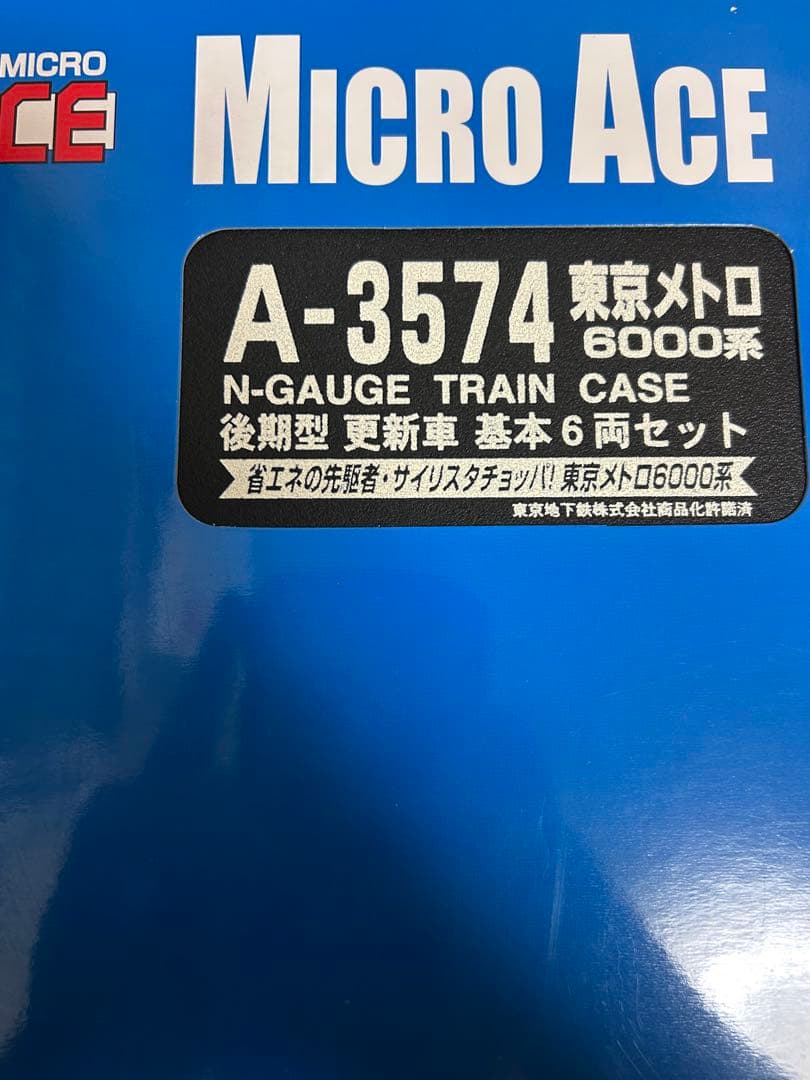 MICRO
CE
MICRO ACE
A-3574 東京メトロ
6000系
N-GAUGE TRAIN CASE
後期型 更新車 基本6両セット
省エネの先駆者・サイリスタチョッパ! 東京メトロ6000系
東京地下鉄株式会社商品化許諾済